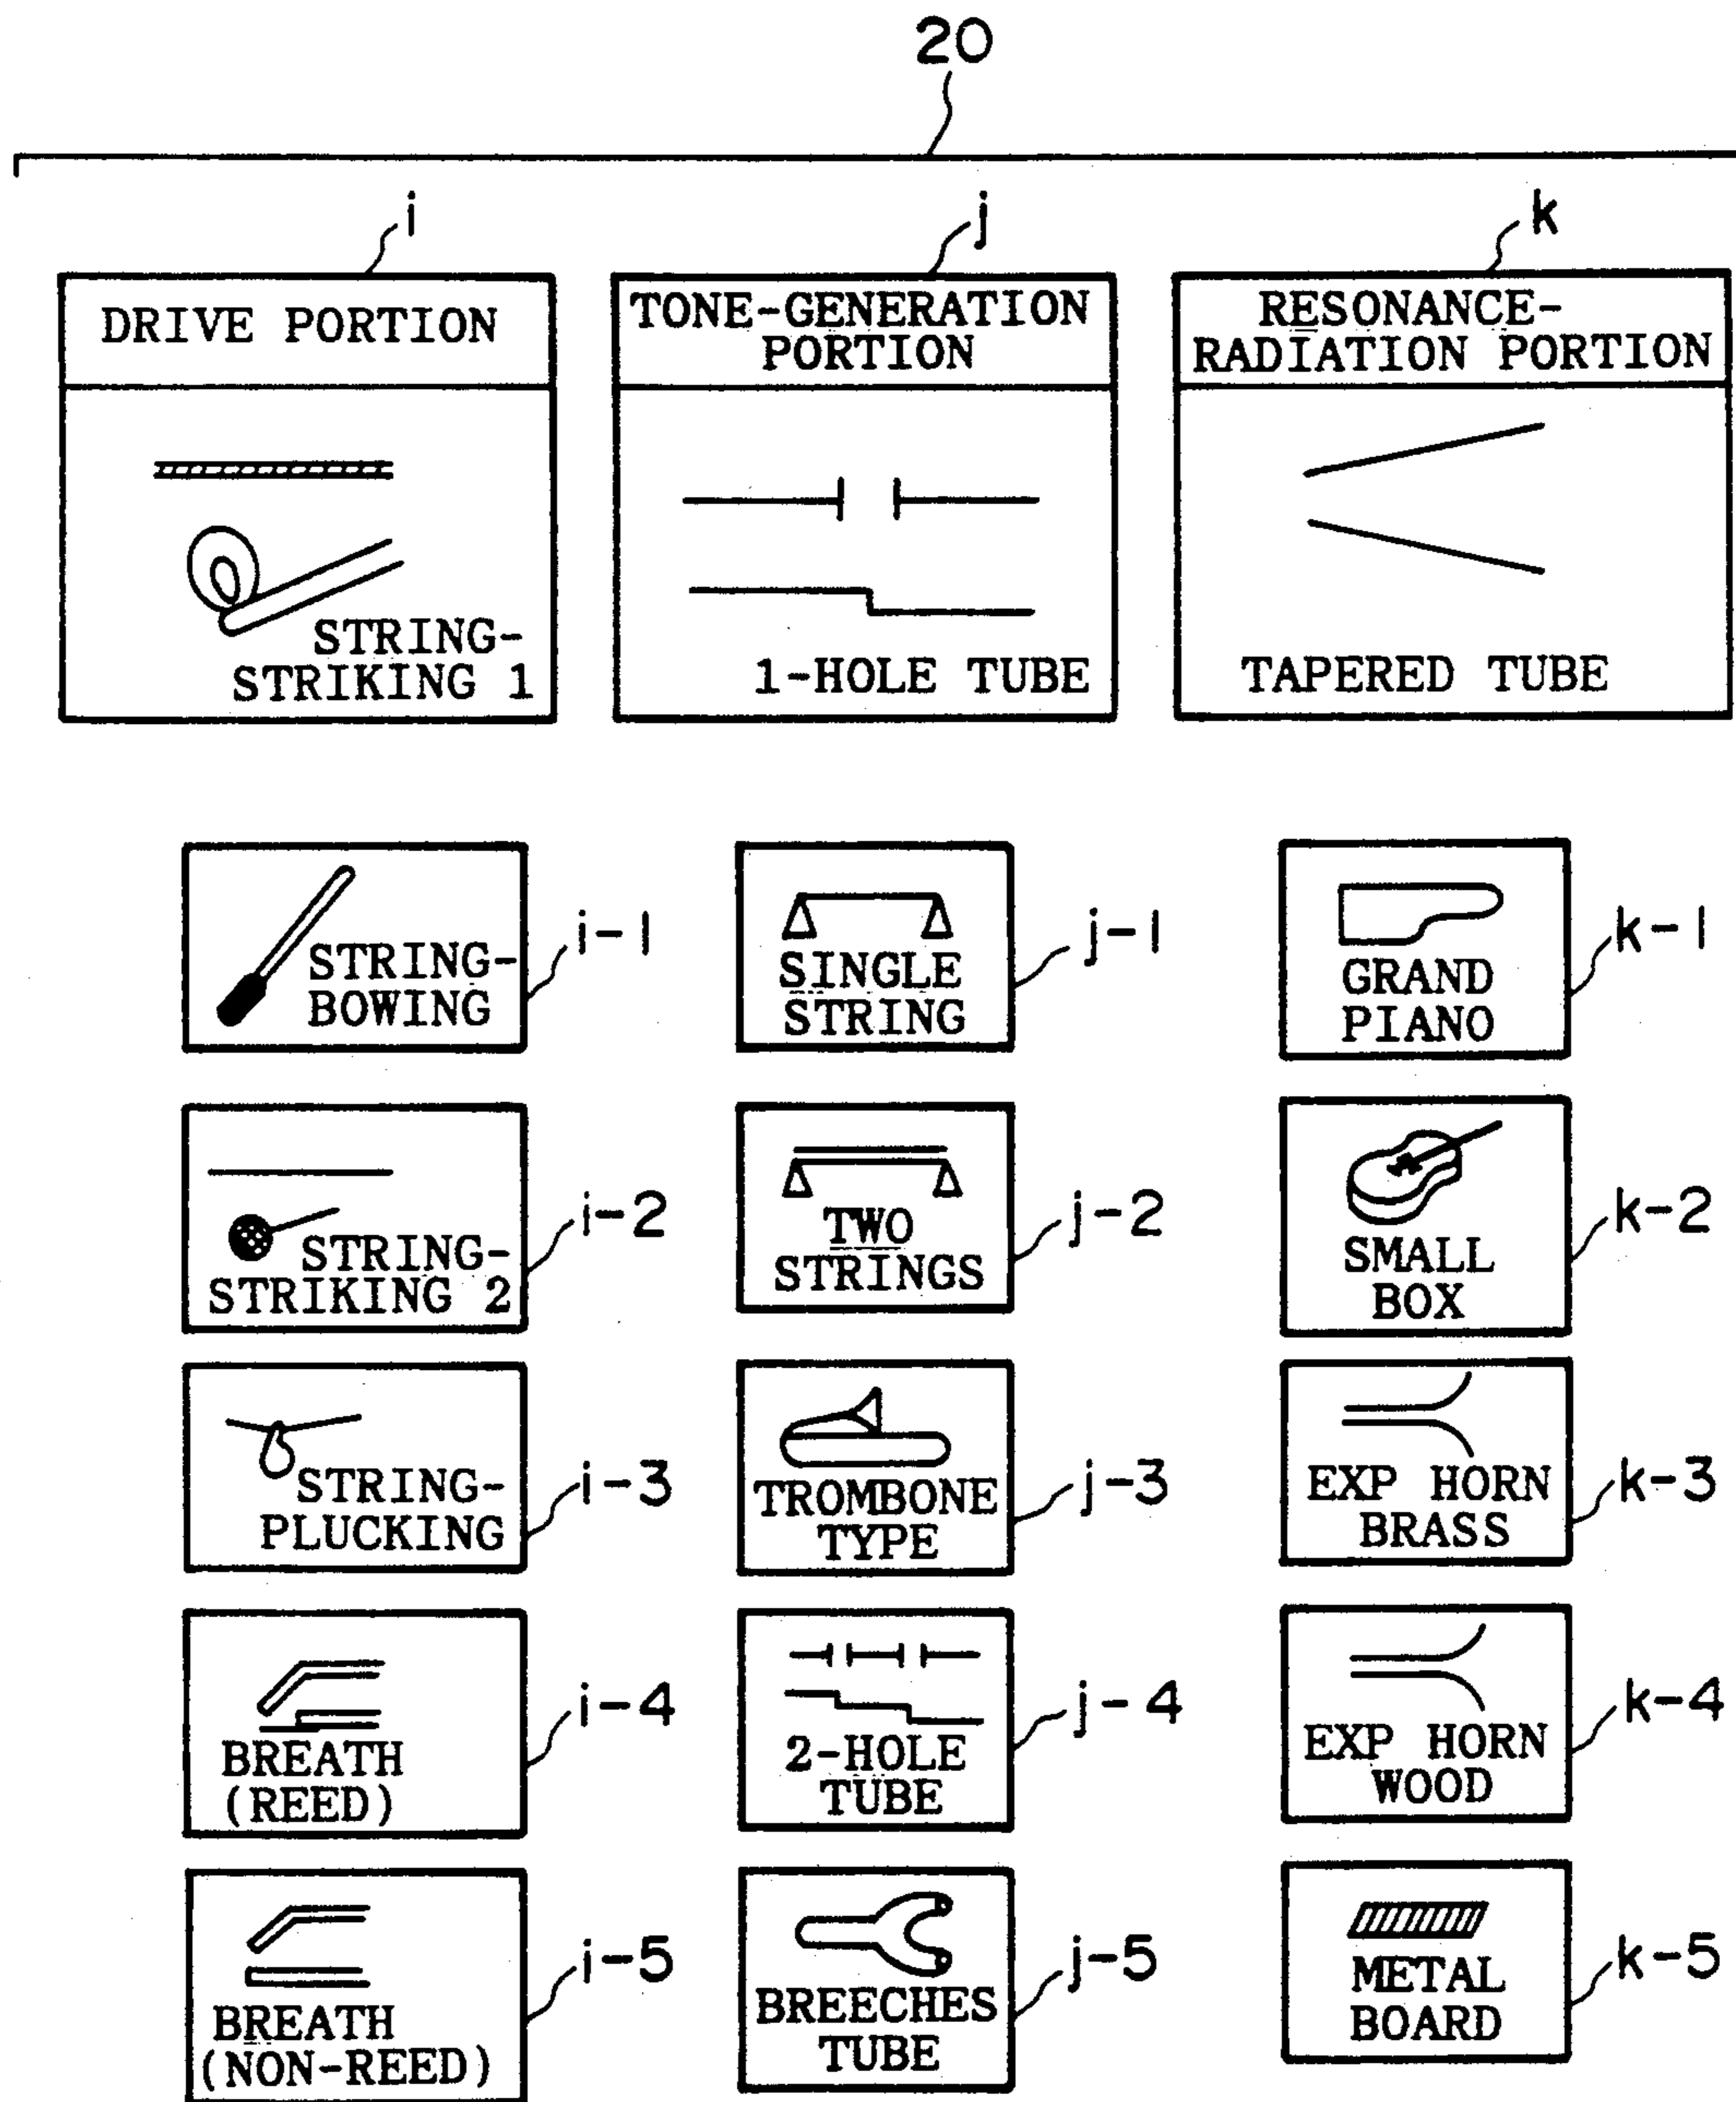 20
i
j
k
DRIVE PORTION
TONE-GENERATION
PORTION
RESONANCE-
RADIATION PORTION
STRING-
STRIKING 1
1-HOLE TUBE
TAPERED TUBE
STRING-
BOWING
i-1
SINGLE
STRING
j-1
GRAND
PIANO
k-1
STRING-
STRIKING 2
i-2
TWO
STRINGS
j-2
SMALL
BOX
k-2
STRING-
PLUCKING
i-3
TROMBONE
TYPE
j-3
EXP HORN
BRASS
k-3
BREATH
(REED)
i-4
2-HOLE
TUBE
j-4
EXP HORN
WOOD
k-4
BREATH
(NON-REED)
i-5
BREECHES
TUBE
j-5
METAL
BOARD
k-5